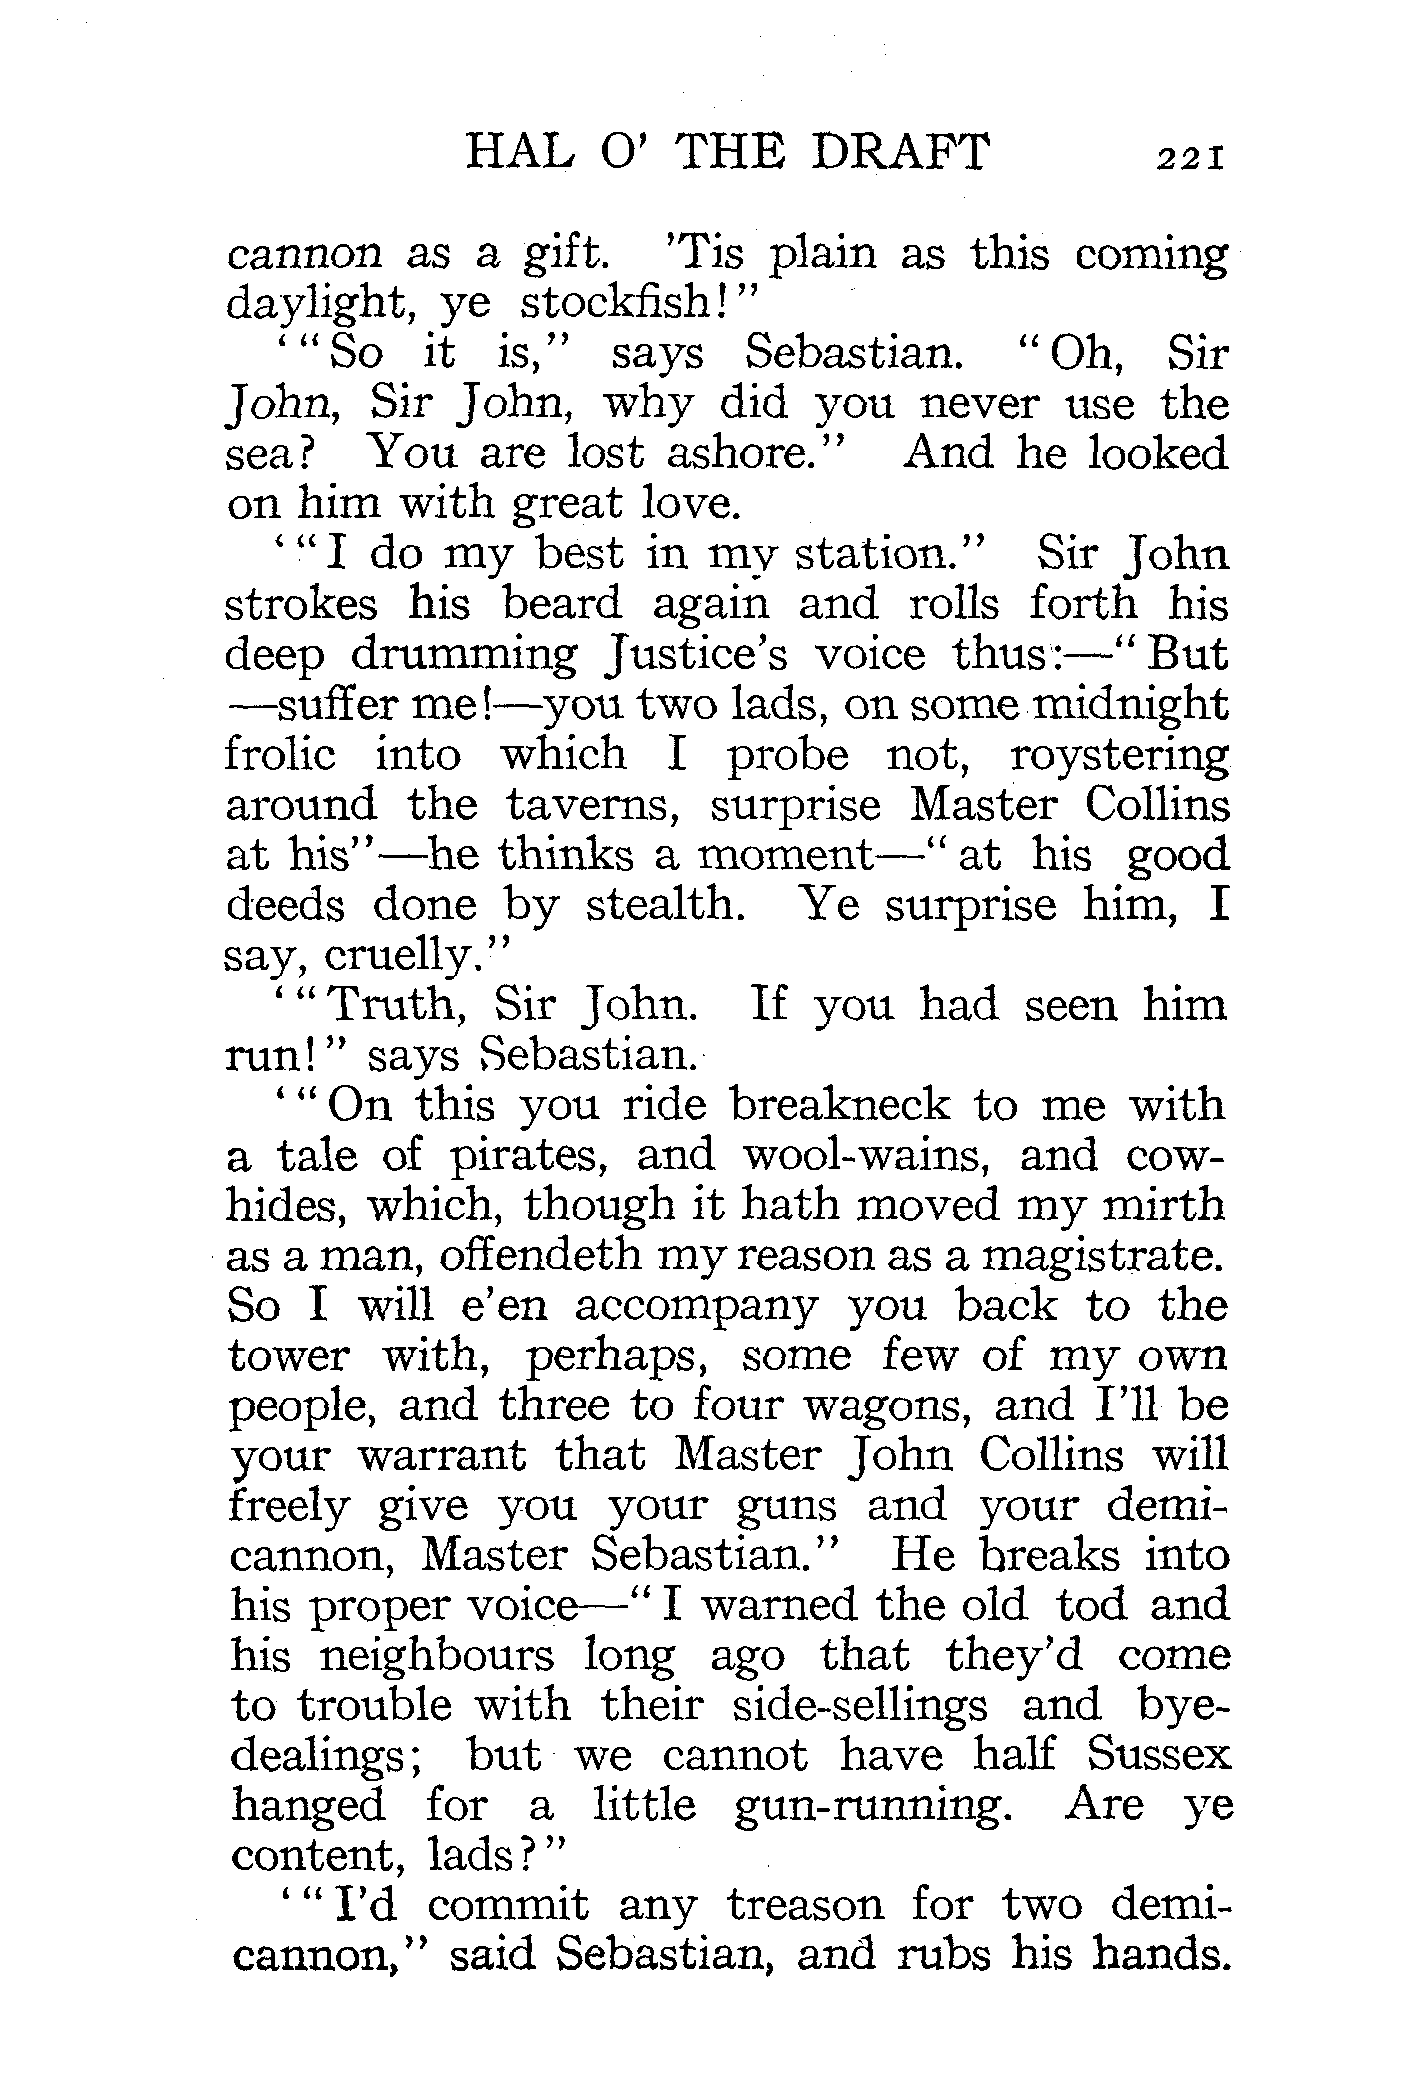 HAL O' THE DRAFT 221
cannon as a gift. 'Tis plain as this coming
daylight, ye stockfish!"
'"So it is," says Sebastian. "Oh, Sir
John, Sir John, why did you never use the
sea? You are lost ashore." And he looked
on him with great love.
'"I do my best in my station." Sir John
strokes his beard again and rolls forth his
deep drumming Justice's voice thus:—"But
—suffer me!—you two lads, on some midnight
frolic into which I probe not, roystering
around the taverns, surprise Master Collins
at his"—he thinks a moment—"at his good
deeds done by stealth. Ye surprise him, I
say, cruelly."
'"Truth, Sir John. If you had seen him
run!" says Sebastian.
'"On this you ride breakneck to me with
a tale of pirates, and wool-wains, and cow-
hides, which, though it hath moved my mirth
as a man, offendeth my reason as a magistrate.
So I will e'en accompany you back to the
tower with, perhaps, some few of my own
people, and three to four wagons, and I'll be
your warrant that Master John Collins will
freely give you your guns and your demi-
cannon, Master Sebastian." He breaks into
his proper voice—"I warned the old tod and
his neighbours long ago that they'd come
to trouble with their side-sellings and bye-
dealings; but we cannot have half Sussex
hanged for a little gun-running. Are ye
content, lads?"
'"I'd commit any treason for two demi-
cannon," said Sebastian, and rubs his hands.